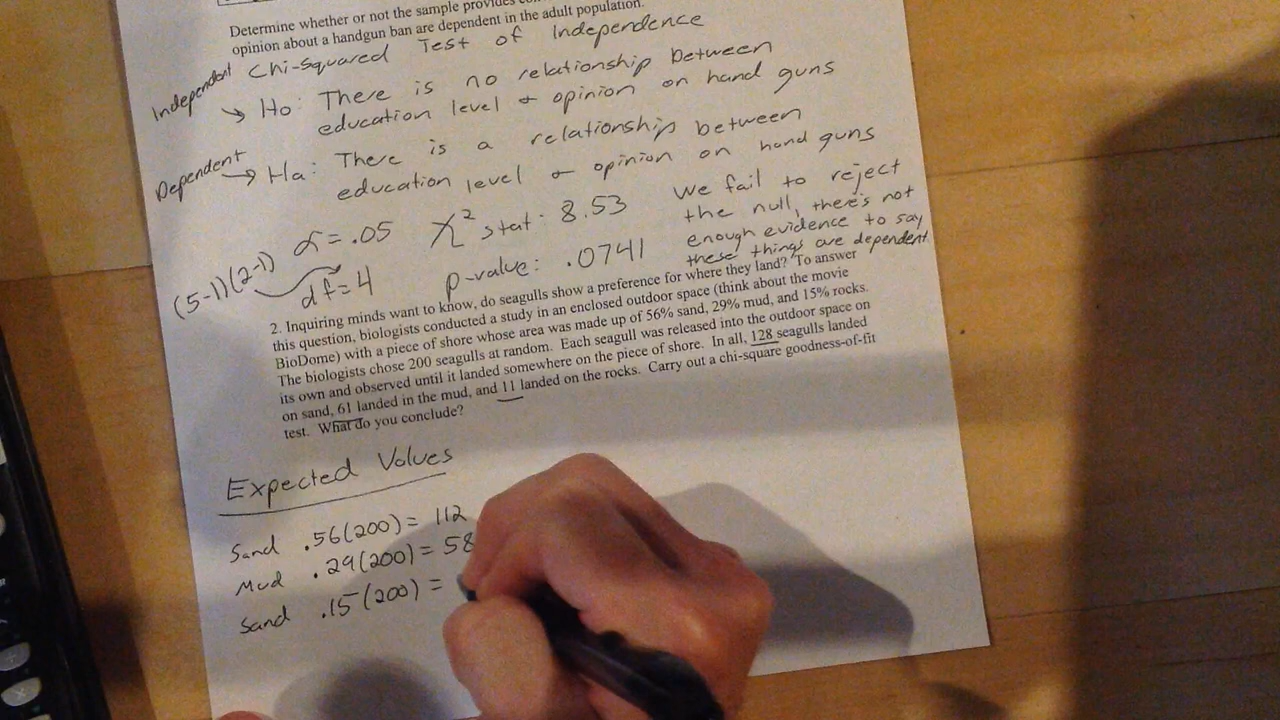 Determine whether or not the sample provides
opinion about a handgun ban are dependent in the adult population.
Chi-Squared Test of Independence
Independent → Ho: There is no relationship between
education level + opinion on hand guns
Dependent → Ha: There is a relationship between
education level + opinion on hand guns
(5-1)(2-1)
α = .05
df = 4
χ² stat: 8.53
p-value: .0741
We fail to reject
the null, there's not
enough evidence to say
these things are dependent.
2. Inquiring minds want to know, do seagulls show a preference for where they land? To answer
this question, biologists conducted a study in an enclosed outdoor space (think about the movie
BioDome) with a piece of shore whose area was made up of 56% sand, 29% mud, and 15% rocks.
The biologists chose 200 seagulls at random. Each seagull was released into the outdoor space on
its own and observed until it landed somewhere on the piece of shore. In all, 128 seagulls landed
on sand, 61 landed in the mud, and 11 landed on the rocks. Carry out a chi-square goodness-of-fit
test. What do you conclude?
Expected Values
Sand .56(200) = 112
Mud .29(200) = 58
Sand .15(200) =